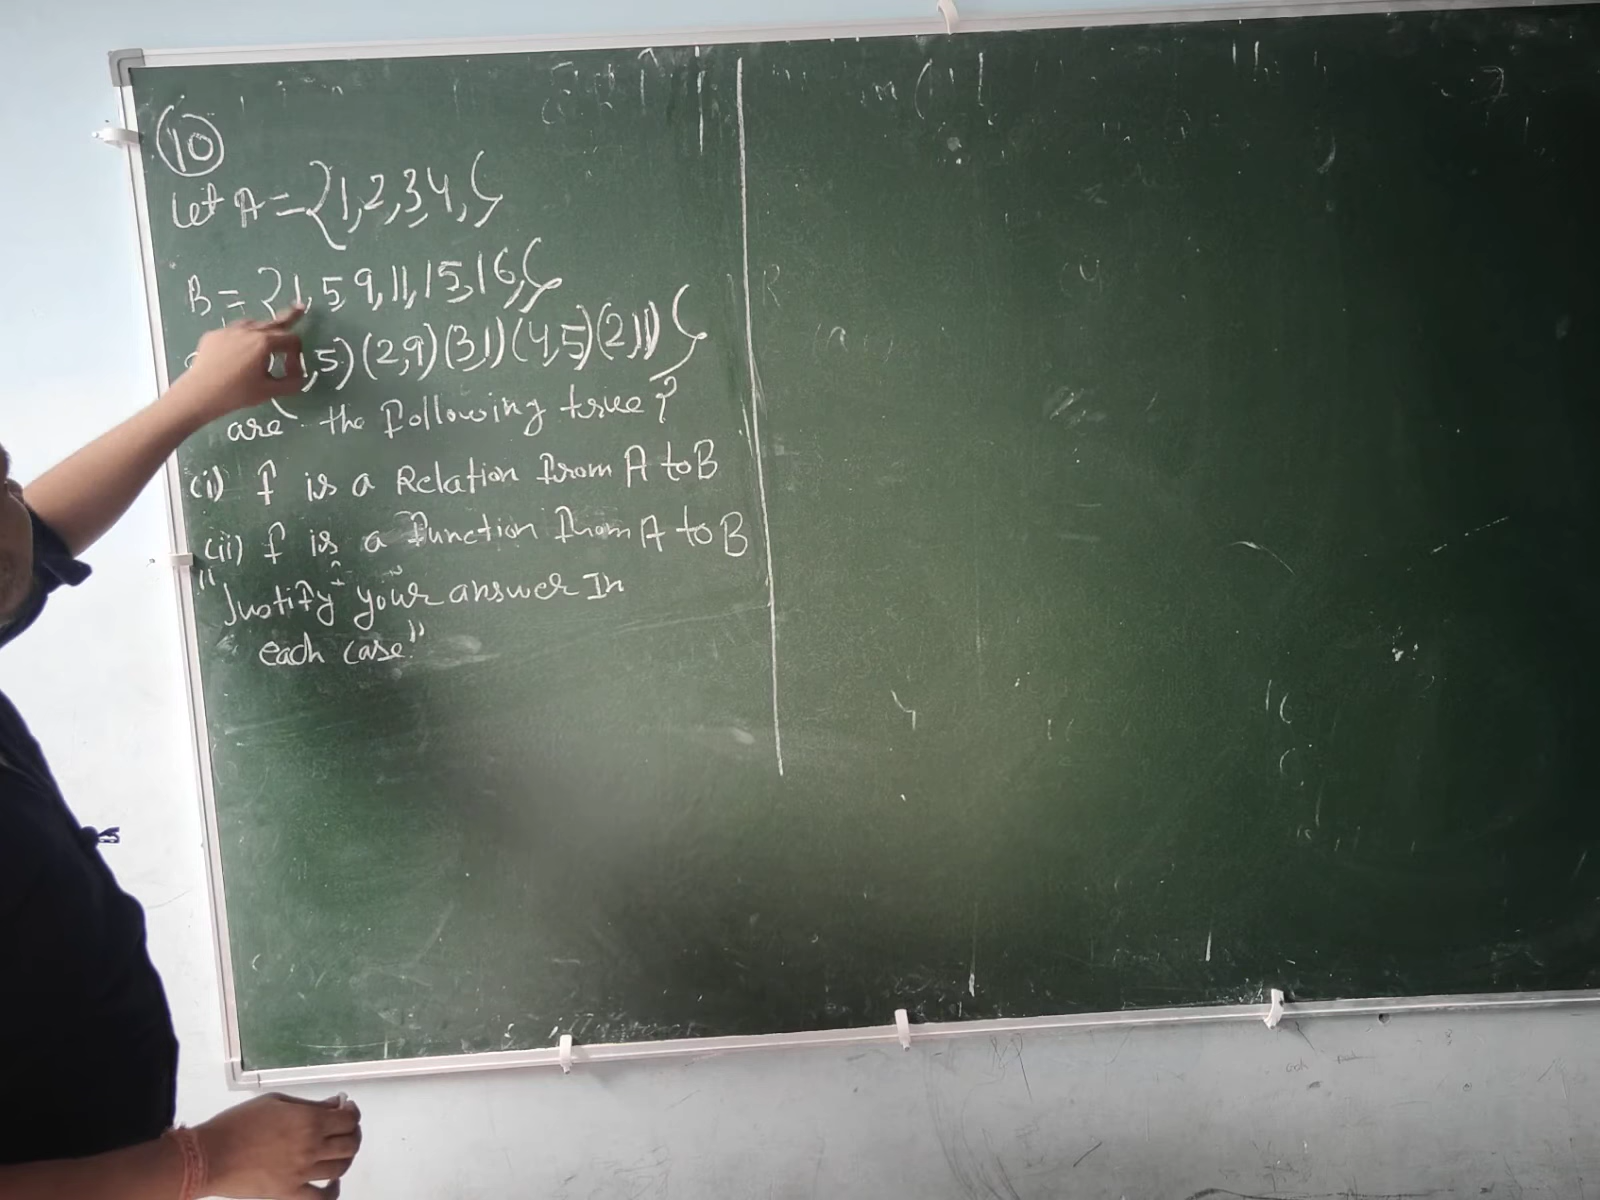 10
Let A = {1,2,3,4,}
B = {1,5,9,11,15,16,}
1,5) (2,9) (3,1) (4,5) (2,11) }
are the following true?
(i) f is a Relation from A to B
(ii) f is a function from A to B
"Justify your answer In
each case"